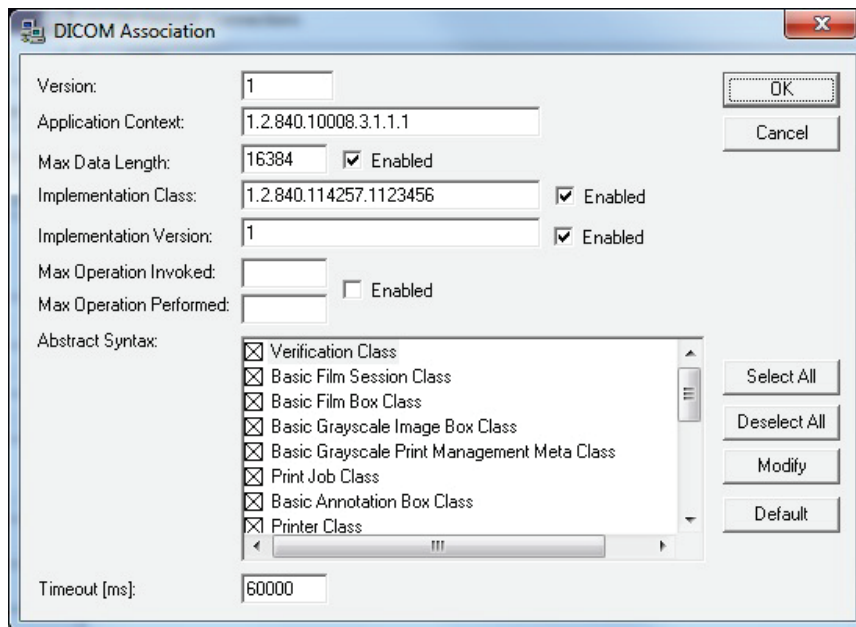 DICOM Association
Version: 1
OK
Application Context: 1.2.840.10008.3.1.1.1
Cancel
Max Data Length: 16384 Enabled
Implementation Class: 1.2.840.114257.1123456 Enabled
Implementation Version: 1 Enabled
Max Operation Invoked:
Enabled
Max Operation Performed:
Abstract Syntax:
Verification Class
Basic Film Session Class
Basic Film Box Class
Basic Grayscale Image Box Class
Basic Grayscale Print Management Meta Class
Print Job Class
Basic Annotation Box Class
Printer Class
Select All
Deselect All
Modify
Default
Timeout [ms]: 60000